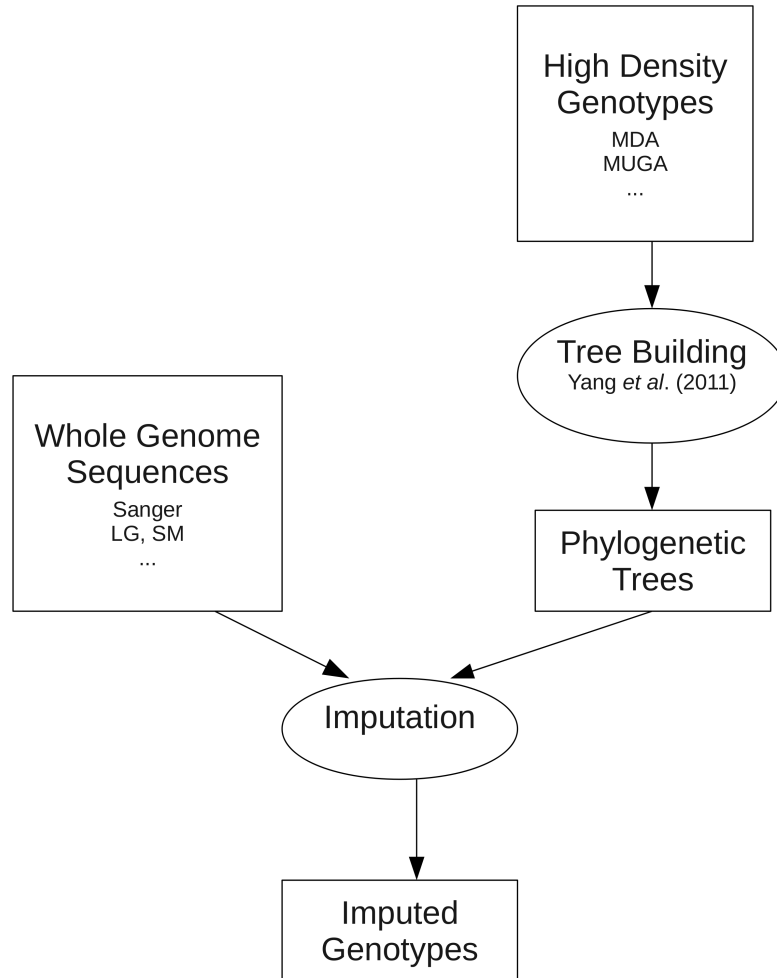 High Density
Genotypes
MDA
MUGA
...
Tree Building
Yang et al. (2011)
Whole Genome
Sequences
Sanger
LG, SM
...
Phylogenetic
Trees
Imputation
Imputed
Genotypes